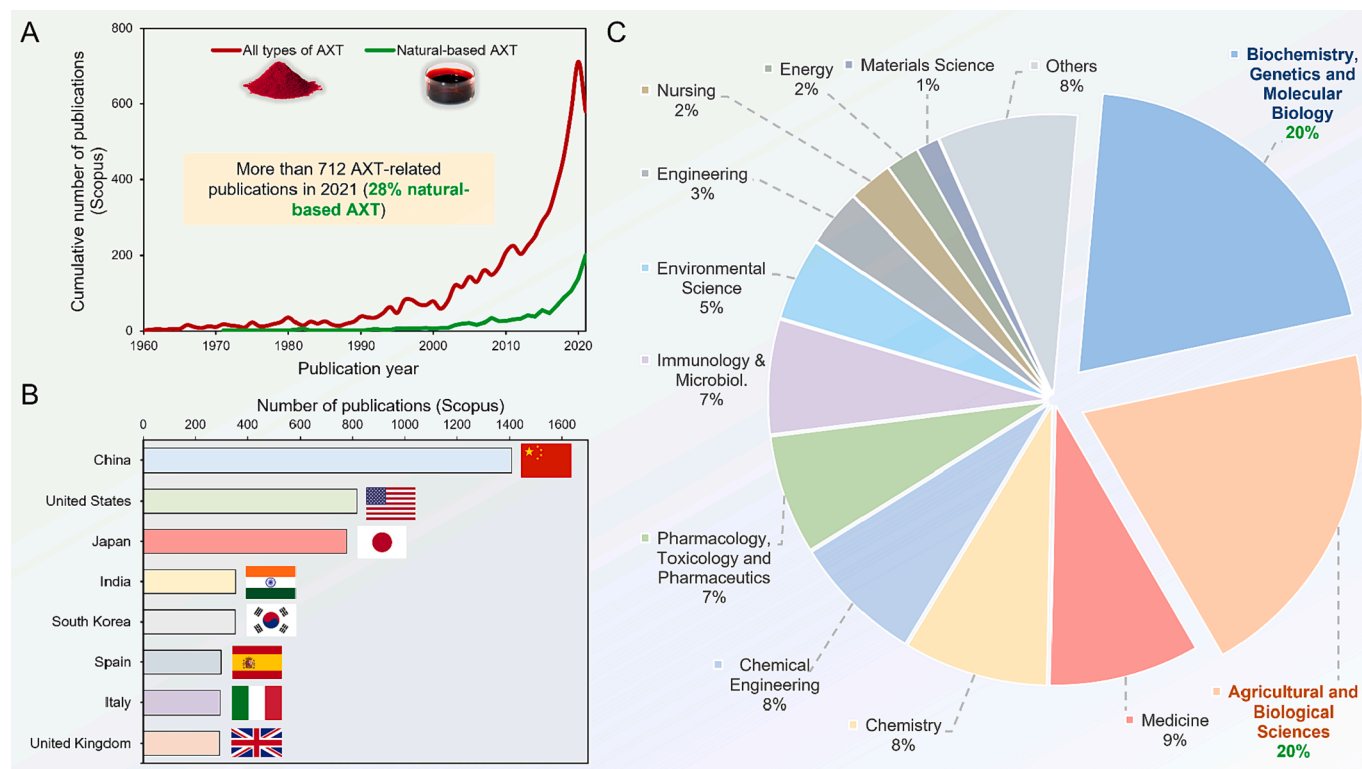 A
Cumulative number of publications
(Scopus)
800
600
400
200
0
All types of AXT
Natural-based AXT
More than 712 AXT-related
publications in 2021 (28% natural-
based AXT)
1960
1970
1980
1990
2000
2010
2020
Publication year
B
Number of publications (Scopus)
0
200
400
600
800
1000
1200
1400
1600
China
United States
Japan
India
South Korea
Spain
Italy
United Kingdom
C
Biochemistry,
Genetics and
Molecular
Biology
20%
Agricultural and
Biological
Sciences
20%
Medicine
9%
Chemistry
8%
Chemical
Engineering
8%
Pharmacology,
Toxicology and
Pharmaceutics
7%
Immunology &
Microbiol.
7%
Environmental
Science
5%
Engineering
3%
Nursing
2%
Energy
2%
Materials Science
1%
Others
8%